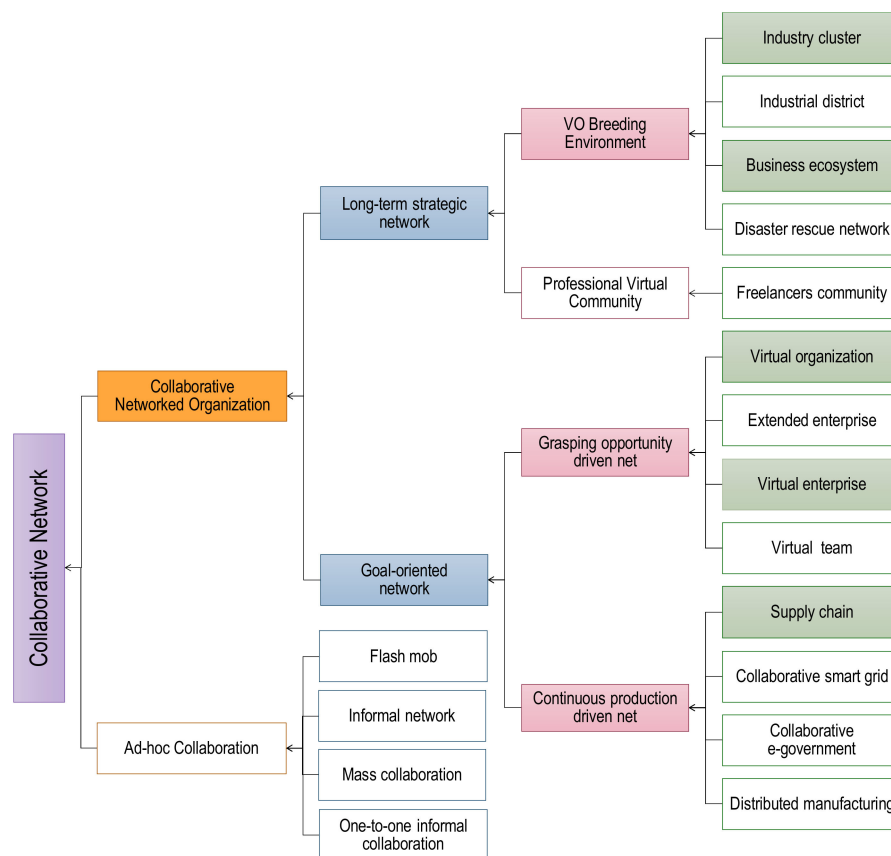 Industry cluster
Industrial district
VO Breeding
Environment
Business ecosystem
Long-term strategic
network
Disaster rescue network
Professional Virtual
Community
Freelancers community
Virtual organization
Collaborative
Networked Organization
Extended enterprise
Grasping opportunity
driven net
Virtual enterprise
Collaborative Network
Virtual team
Goal-oriented
network
Supply chain
Flash mob
Collaborative smart grid
Informal network
Continuous production
driven net
Collaborative
e-government
Ad-hoc Collaboration
Mass collaboration
Distributed manufacturing
One-to-one informal
collaboration